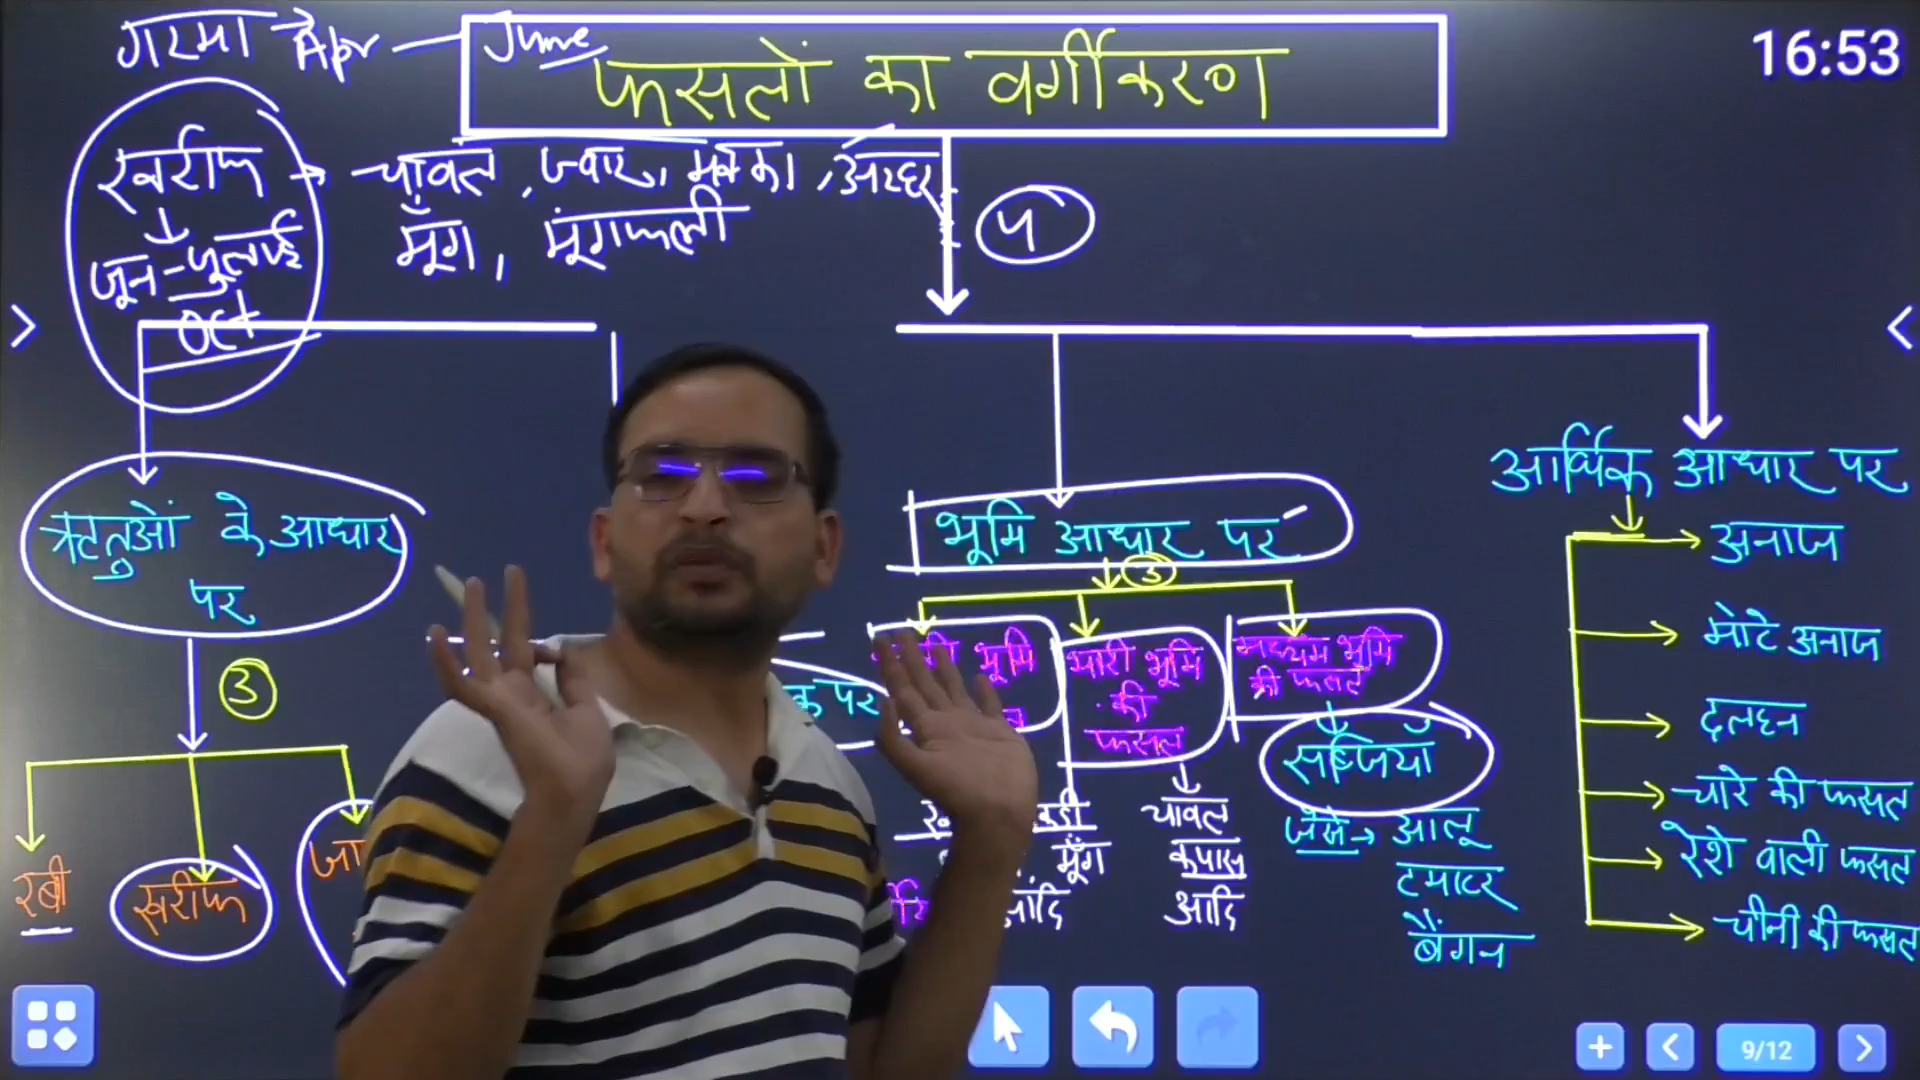 गरमा → Apr — June
फसलों का वर्गीकरण
16:53
खरीफ → चावल, ज्वार, मक्का, अरहर
मूँग, मूंगफली
जून-जुलाई
Oct
4
ऋतुओं के आधार
पर
3
रबी
खरीफ
जा
क पर
भूमि आधार पर
3
भूमि
भारी भूमि
की
फसल
मध्यम भूमि
की फसल
मूँग
चावल
कपास
आदि
सब्जियाँ
जैसे → आलू
टमाटर
बैंगन
आर्थिक आधार पर
अनाज
मोटे अनाज
दलहन
चारे की फसल
रेशे वाली फसल
चीनी की फसल
9/12